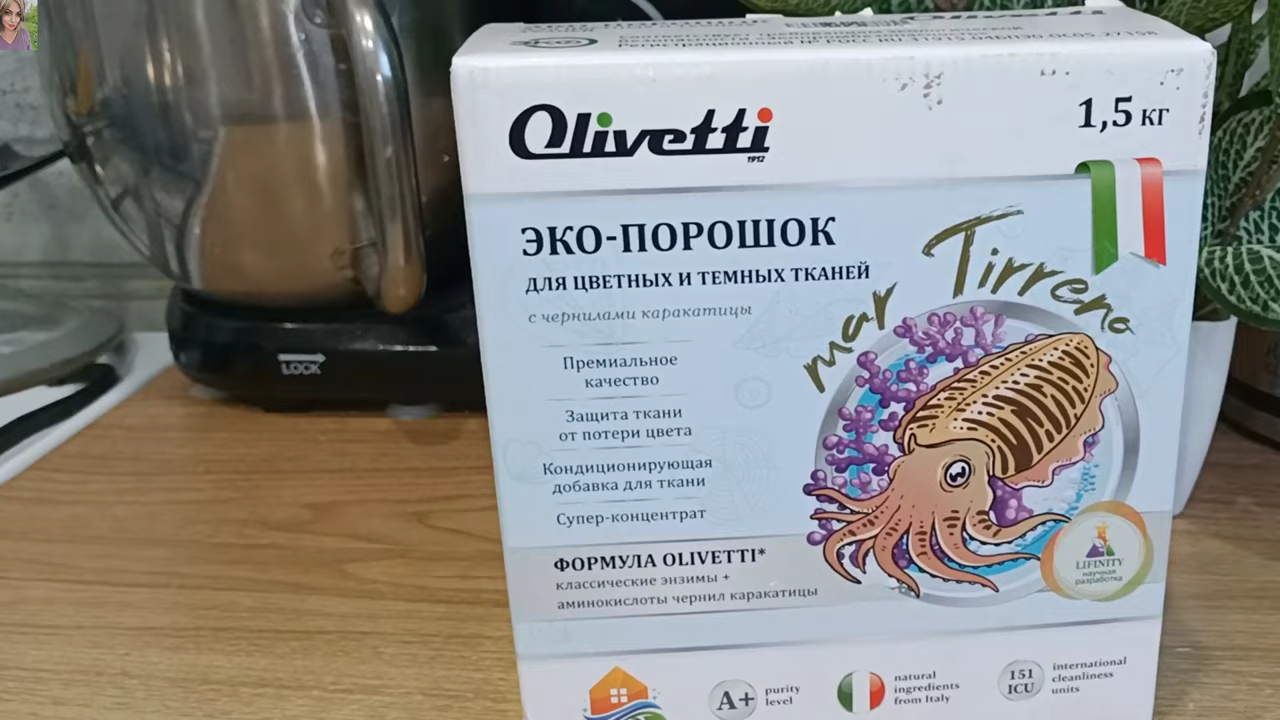 Olivetti
Olivetti
1912
1,5 кг
ЭКО-ПОРОШОК
ДЛЯ ЦВЕТНЫХ И ТЕМНЫХ ТКАНЕЙ
с чернилами каракатицы
mar Tirreno
Премиальное
качество
Защита ткани
от потери цвета
Кондиционирующая
добавка для ткани
Супер-концентрат
ФОРМУЛА OLIVETTI*
классические энзимы +
аминокислоты чернил каракатицы
LIFINITY
научная
разработка
A+
purity
level
natural
ingredients
from Italy
151
ICU
international
cleanliness
units
LOCK